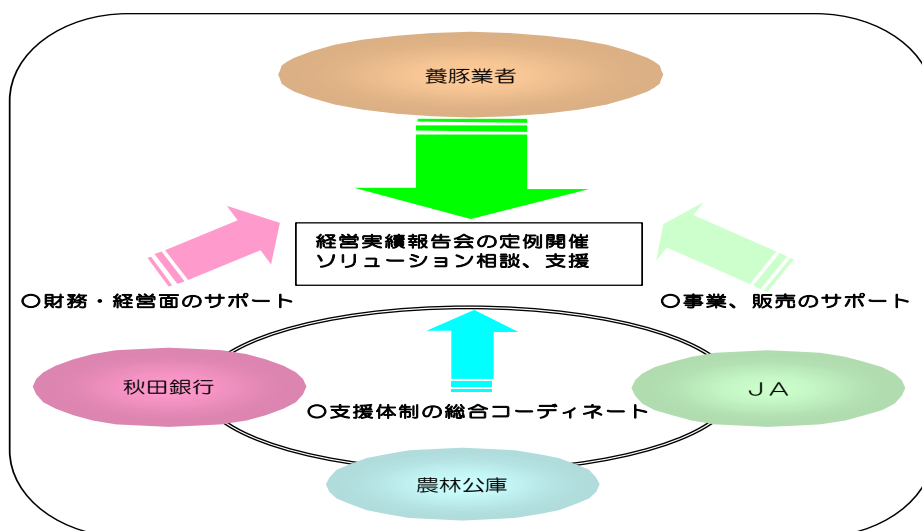 養豚業者
経営実績報告会の定例開催
ソリューション相談、支援
○財務・経営面のサポート
○事業、販売のサポート
秋田銀行
JA
○支援体制の総合コーディネート
農林公庫